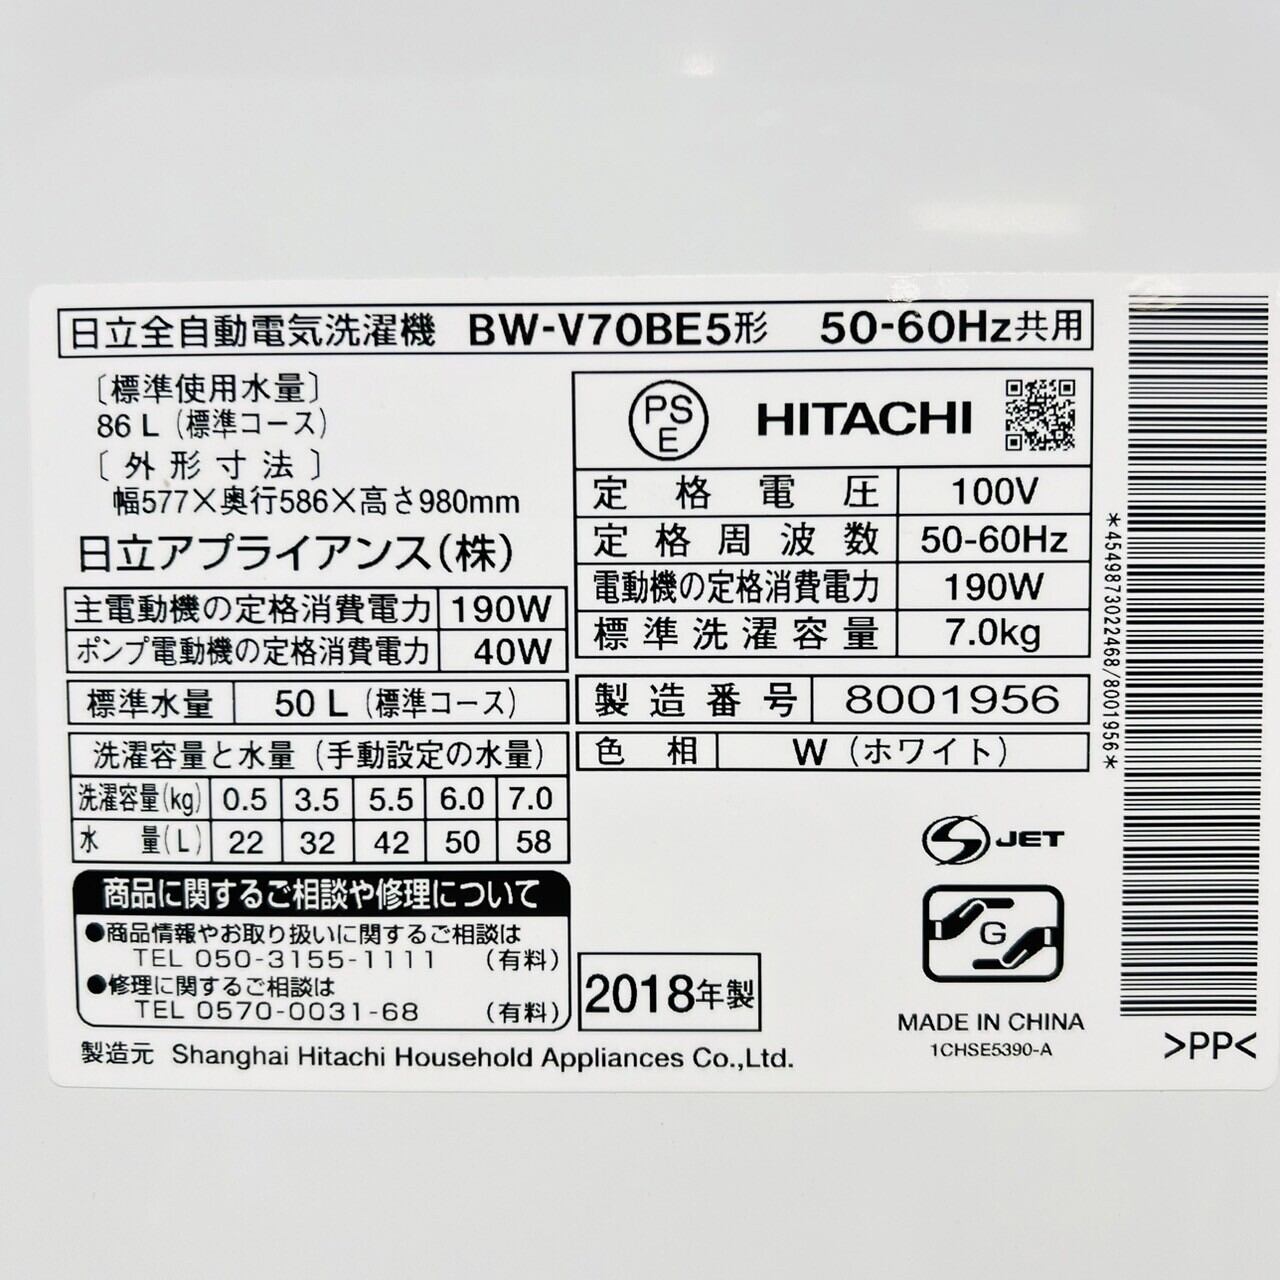 日立全自動電気洗濯機 BW-V70BE5形 50-60Hz共用
〔標準使用水量〕
86 L (標準コース)
〔外形寸法〕
幅577×奥行586×高さ980mm
日立アプライアンス(株)
主電動機の定格消費電力 190W
ポンプ電動機の定格消費電力 40W
標準水量 50 L (標準コース)
洗濯容量と水量 (手動設定の水量)
洗濯容量(kg) 0.5 3.5 5.5 6.0 7.0
水量(L) 22 32 42 50 58
商品に関するご相談や修理について
●商品情報やお取り扱いに関するご相談は
TEL 050-3155-1111 (有料)
●修理に関するご相談は
TEL 0570-0031-68 (有料)
製造元 Shanghai Hitachi Household Appliances Co.,Ltd.
PS
E
HITACHI
定格電圧 100V
定格周波数 50-60Hz
電動機の定格消費電力 190W
標準洗濯容量 7.0kg
製造番号 8001956
色相 W (ホワイト)
S JET
G
2018年製
MADE IN CHINA
1CHSE5390-A
*4549873022468/8001956*
>PP<